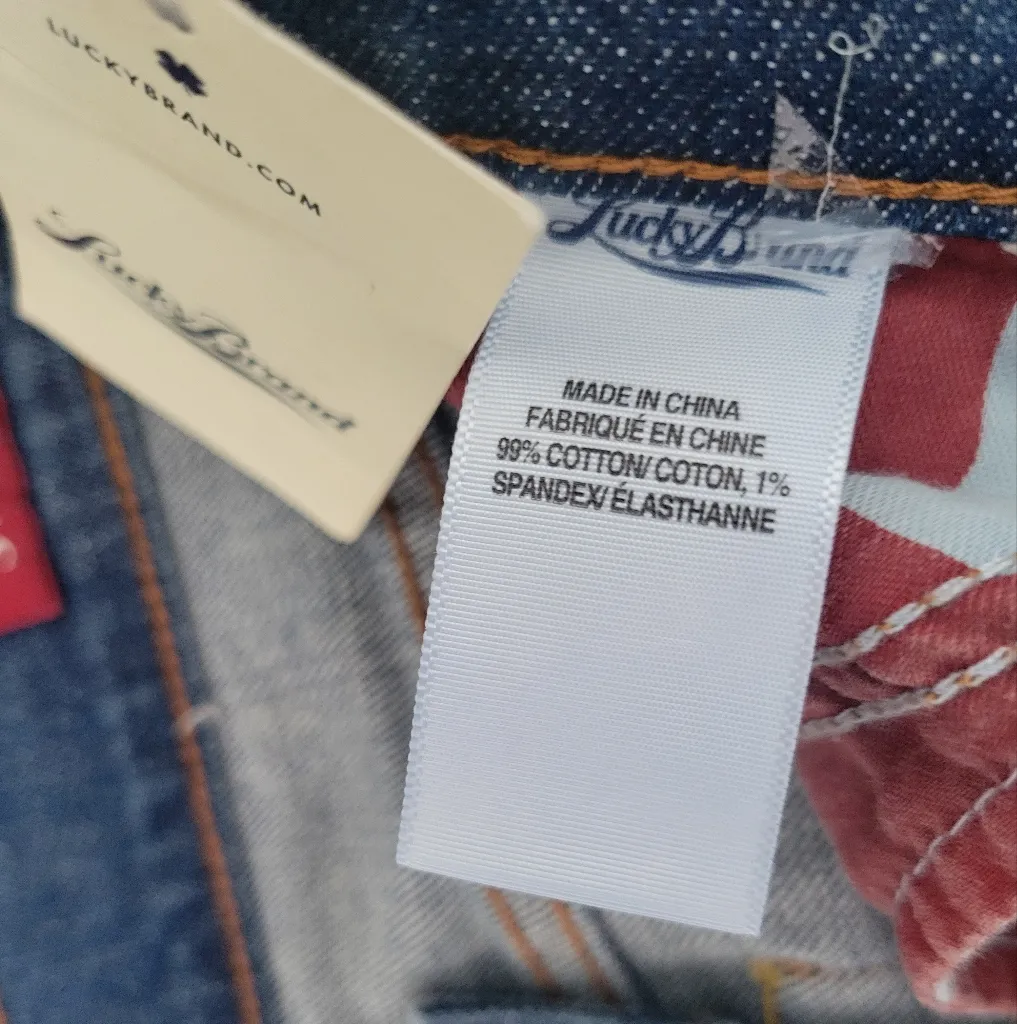 LUCKYBRAND.COM
Lucky Brand
Lucky Brand
MADE IN CHINA
FABRIQUÉ EN CHINE
99% COTTON/ COTON, 1%
SPANDEX/ ÉLASTHANNE